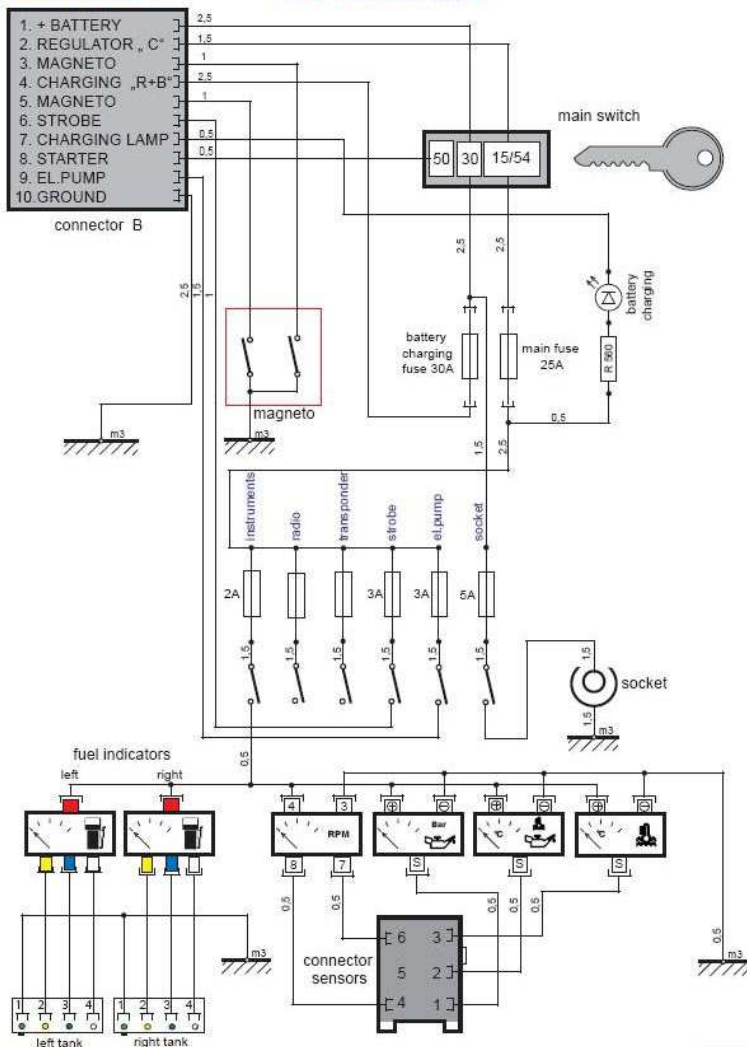 1. + BATTERY
2. REGULATOR „ C“
3. MAGNETO
4. CHARGING „R+B“
5. MAGNETO
6. STROBE
7. CHARGING LAMP
8. STARTER
9. EL.PUMP
10.GROUND
connector B
2,5
1,5
1
2,5
1
0,5
0,5
main switch
50 30 15/54
2,5 2,5
2,5 1,5 1
battery
charging
R 560
battery
charging
fuse 30A
main fuse
25A
0,5
magneto
m3
m3
1,5 2,5
instruments radio transponder strobe el.pump socket
2A 3A 3A 5A
1,5 1,5 1,5 1,5 1,5 1,5
1,5
socket
1,5
m3
0,5
fuel indicators
left right
4 3 ⊕ ⊖ ⊕ ⊖ ⊕ ⊖
RPM Bar °C °C
8 7 S S S
0,5 0,5 0,5 0,5 0,5
connector
sensors
6 3
5 2
4 1
m3
0,5
m3
1 2 3 4 1 2 3 4
left tank right tank